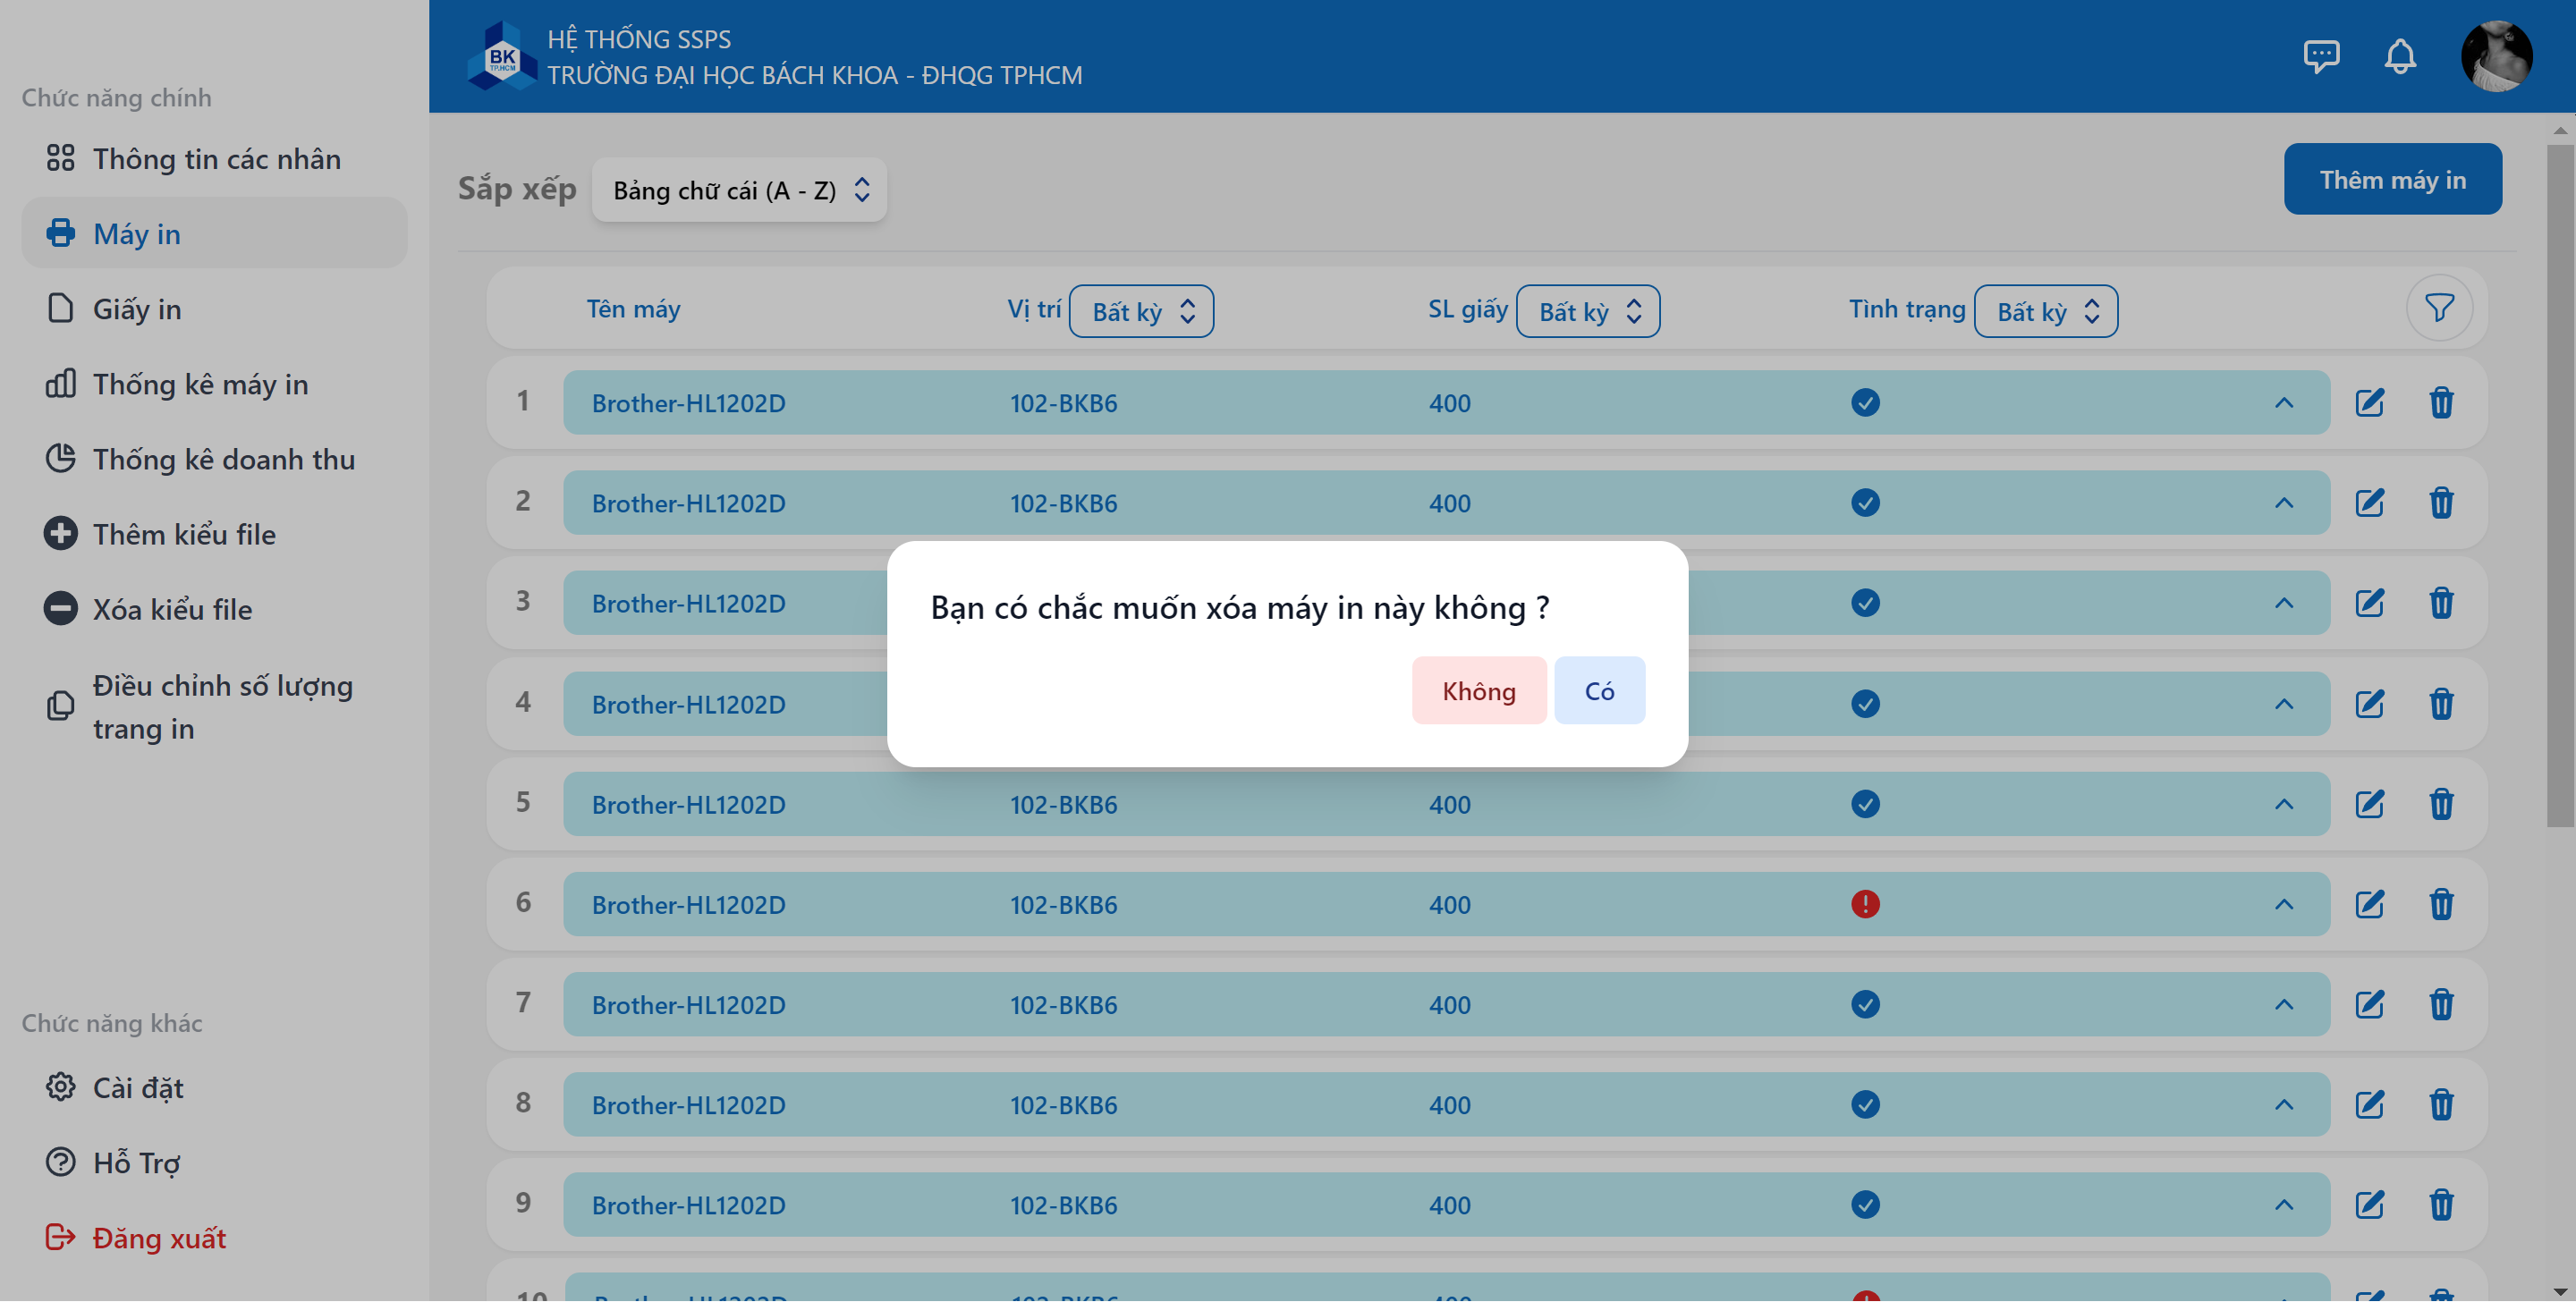 Chức năng chính
Thông tin các nhân
Máy in
Giấy in
Thống kê máy in
Thống kê doanh thu
Thêm kiểu file
Xóa kiểu file
Điều chỉnh số lượng
trang in
Chức năng khác
Cài đặt
Hỗ Trợ
Đăng xuất
BK
TP.HCM
HỆ THỐNG SSPS
TRƯỜNG ĐẠI HỌC BÁCH KHOA - ĐHQG TPHCM
Sắp xếp Bảng chữ cái (A - Z) Thêm máy in
Tên máy Vị trí Bất kỳ SL giấy Bất kỳ Tình trạng Bất kỳ
1 Brother-HL1202D 102-BKB6 400
2 Brother-HL1202D 102-BKB6 400
3 Brother-HL1202D
4 Brother-HL1202D
Bạn có chắc muốn xóa máy in này không ?
Không Có
5 Brother-HL1202D 102-BKB6 400
6 Brother-HL1202D 102-BKB6 400
7 Brother-HL1202D 102-BKB6 400
8 Brother-HL1202D 102-BKB6 400
9 Brother-HL1202D 102-BKB6 400
10 Brother-HL1202D 102-BKB6 400